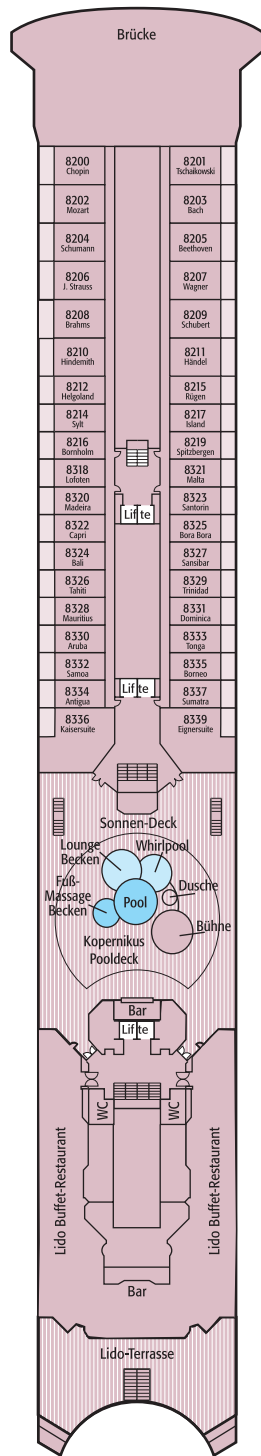 Brücke
8200
Chopin
8201
Tschaikowski
8202
Mozart
8203
Bach
8204
Schumann
8205
Beethoven
8206
J. Strauss
8207
Wagner
8208
Brahms
8209
Schubert
8210
Hindemith
8211
Händel
8212
Helgoland
8215
Rügen
8214
Sylt
8217
Island
8216
Bornholm
8219
Spitzbergen
8318
Lofoten
8321
Malta
8320
Madeira
8323
Santorin
Lifte
8322
Capri
8325
Bora Bora
8324
Bali
8327
Sansibar
8326
Tahiti
8329
Trinidad
8328
Mauritius
8331
Dominica
8330
Aruba
8333
Tonga
8332
Samoa
8335
Borneo
8334
Antigua
8337
Sumatra
Lifte
8336
Kaisersuite
8339
Eignersuite
Sonnen-Deck
Lounge
Becken
Whirlpool
Fuß-
Massage
Becken
Pool
Dusche
Bühne
Kopernikus
Pooldeck
Bar
Lifte
WC
WC
Lido Buffet-Restaurant
Lido Buffet-Restaurant
Bar
Lido-Terrasse